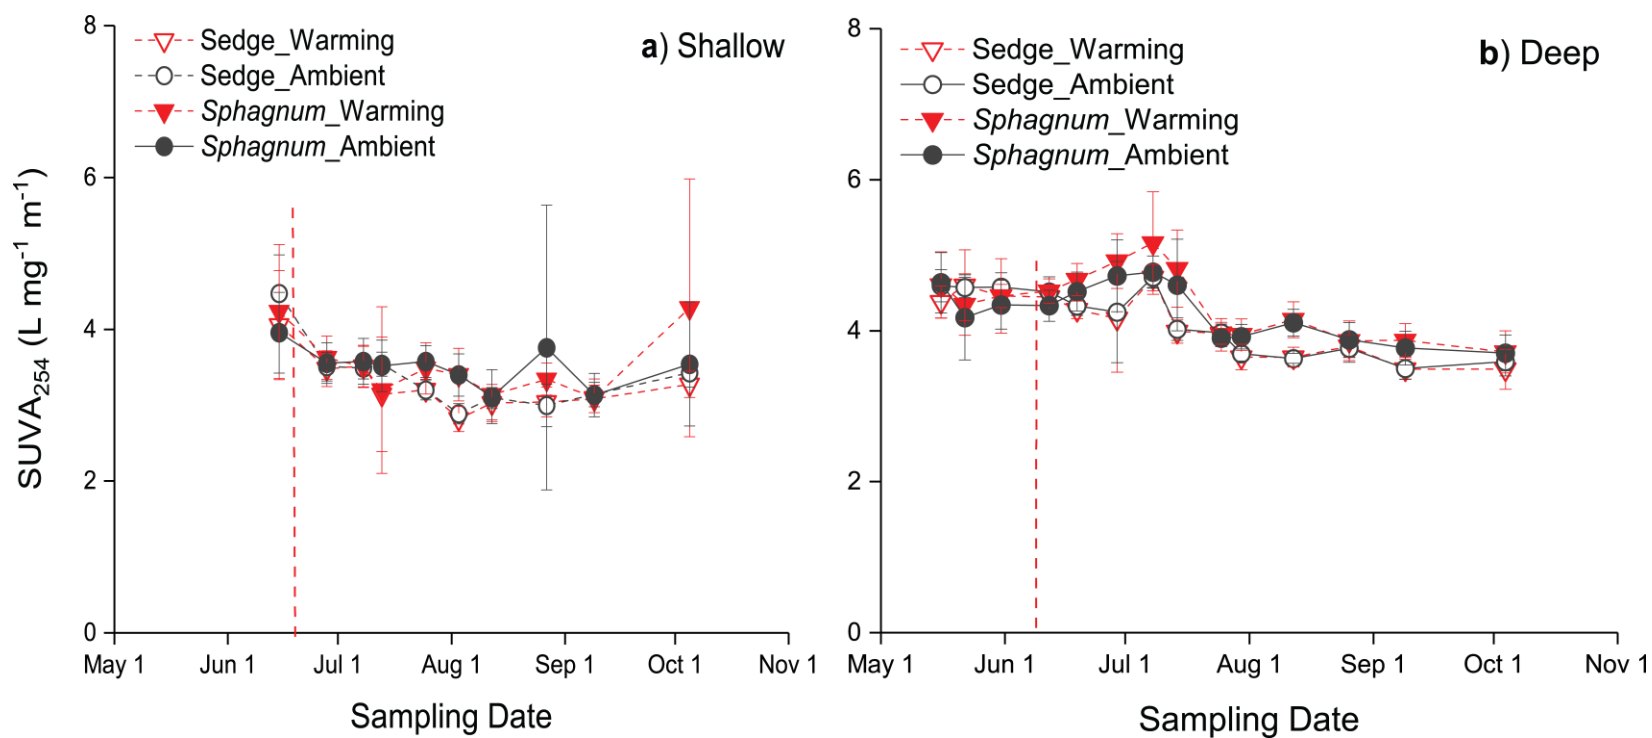 SUVA254 (L mg-1 m-1)
8
6
4
2
0
Sedge_Warming
Sedge_Ambient
Sphagnum_Warming
Sphagnum_Ambient
a) Shallow
May 1 Jun 1 Jul 1 Aug 1 Sep 1 Oct 1 Nov 1
Sampling Date
8
6
4
2
0
Sedge_Warming
Sedge_Ambient
Sphagnum_Warming
Sphagnum_Ambient
b) Deep
May 1 Jun 1 Jul 1 Aug 1 Sep 1 Oct 1 Nov 1
Sampling Date